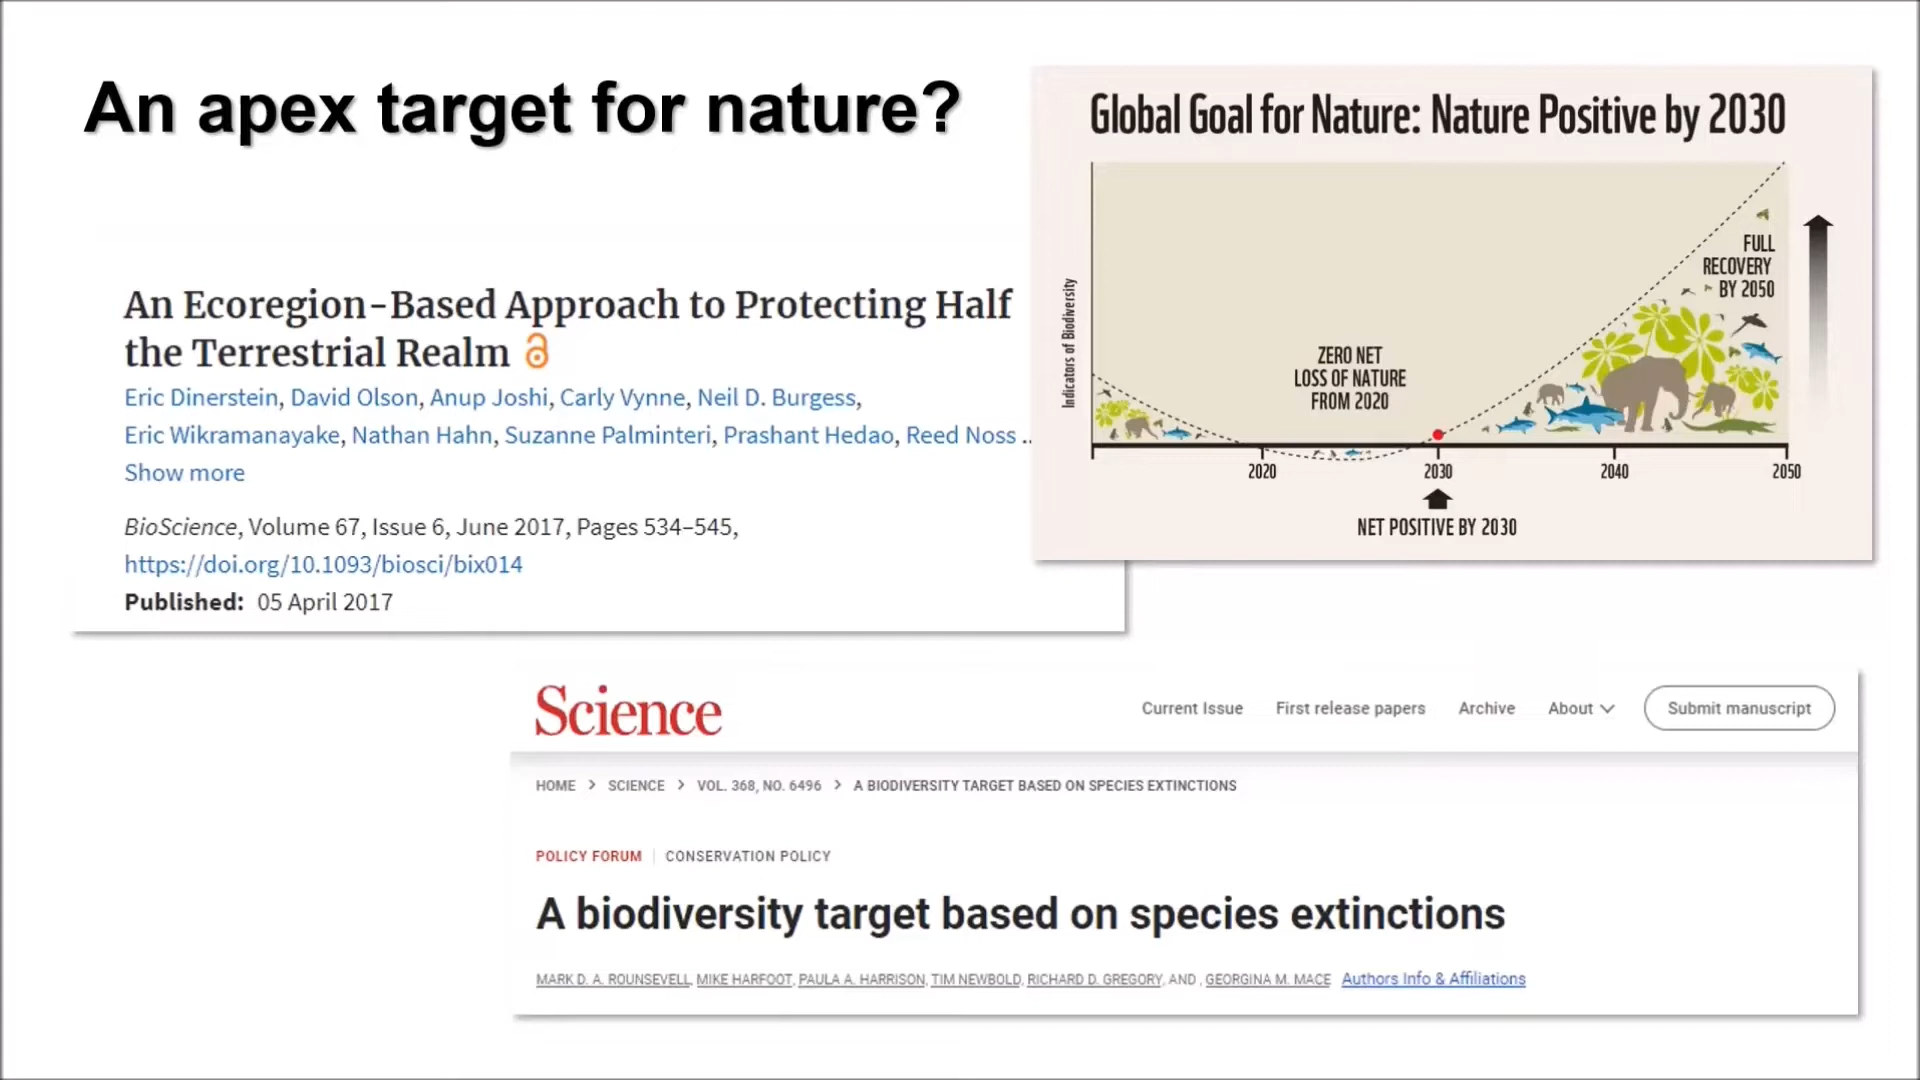 An apex target for nature?
An Ecoregion-Based Approach to Protecting Half
the Terrestrial Realm
Eric Dinerstein, David Olson, Anup Joshi, Carly Vynne, Neil D. Burgess,
Eric Wikramanayake, Nathan Hahn, Suzanne Palminteri, Prashant Hedao, Reed Noss ..
Show more
BioScience, Volume 67, Issue 6, June 2017, Pages 534–545,
https://doi.org/10.1093/biosci/bix014
Published: 05 April 2017
Global Goal for Nature: Nature Positive by 2030
Indicators of Biodiversity
ZERO NET
LOSS OF NATURE
FROM 2020
FULL
RECOVERY
BY 2050
2020 2030 2040 2050
NET POSITIVE BY 2030
Science
Current Issue First release papers Archive About Submit manuscript
HOME > SCIENCE > VOL. 368, NO. 6496 > A BIODIVERSITY TARGET BASED ON SPECIES EXTINCTIONS
POLICY FORUM | CONSERVATION POLICY
A biodiversity target based on species extinctions
MARK D. A. ROUNSEVELL, MIKE HARFOOT, PAULA A. HARRISON, TIM NEWBOLD, RICHARD D. GREGORY, AND , GEORGINA M. MACE Authors Info & Affiliations